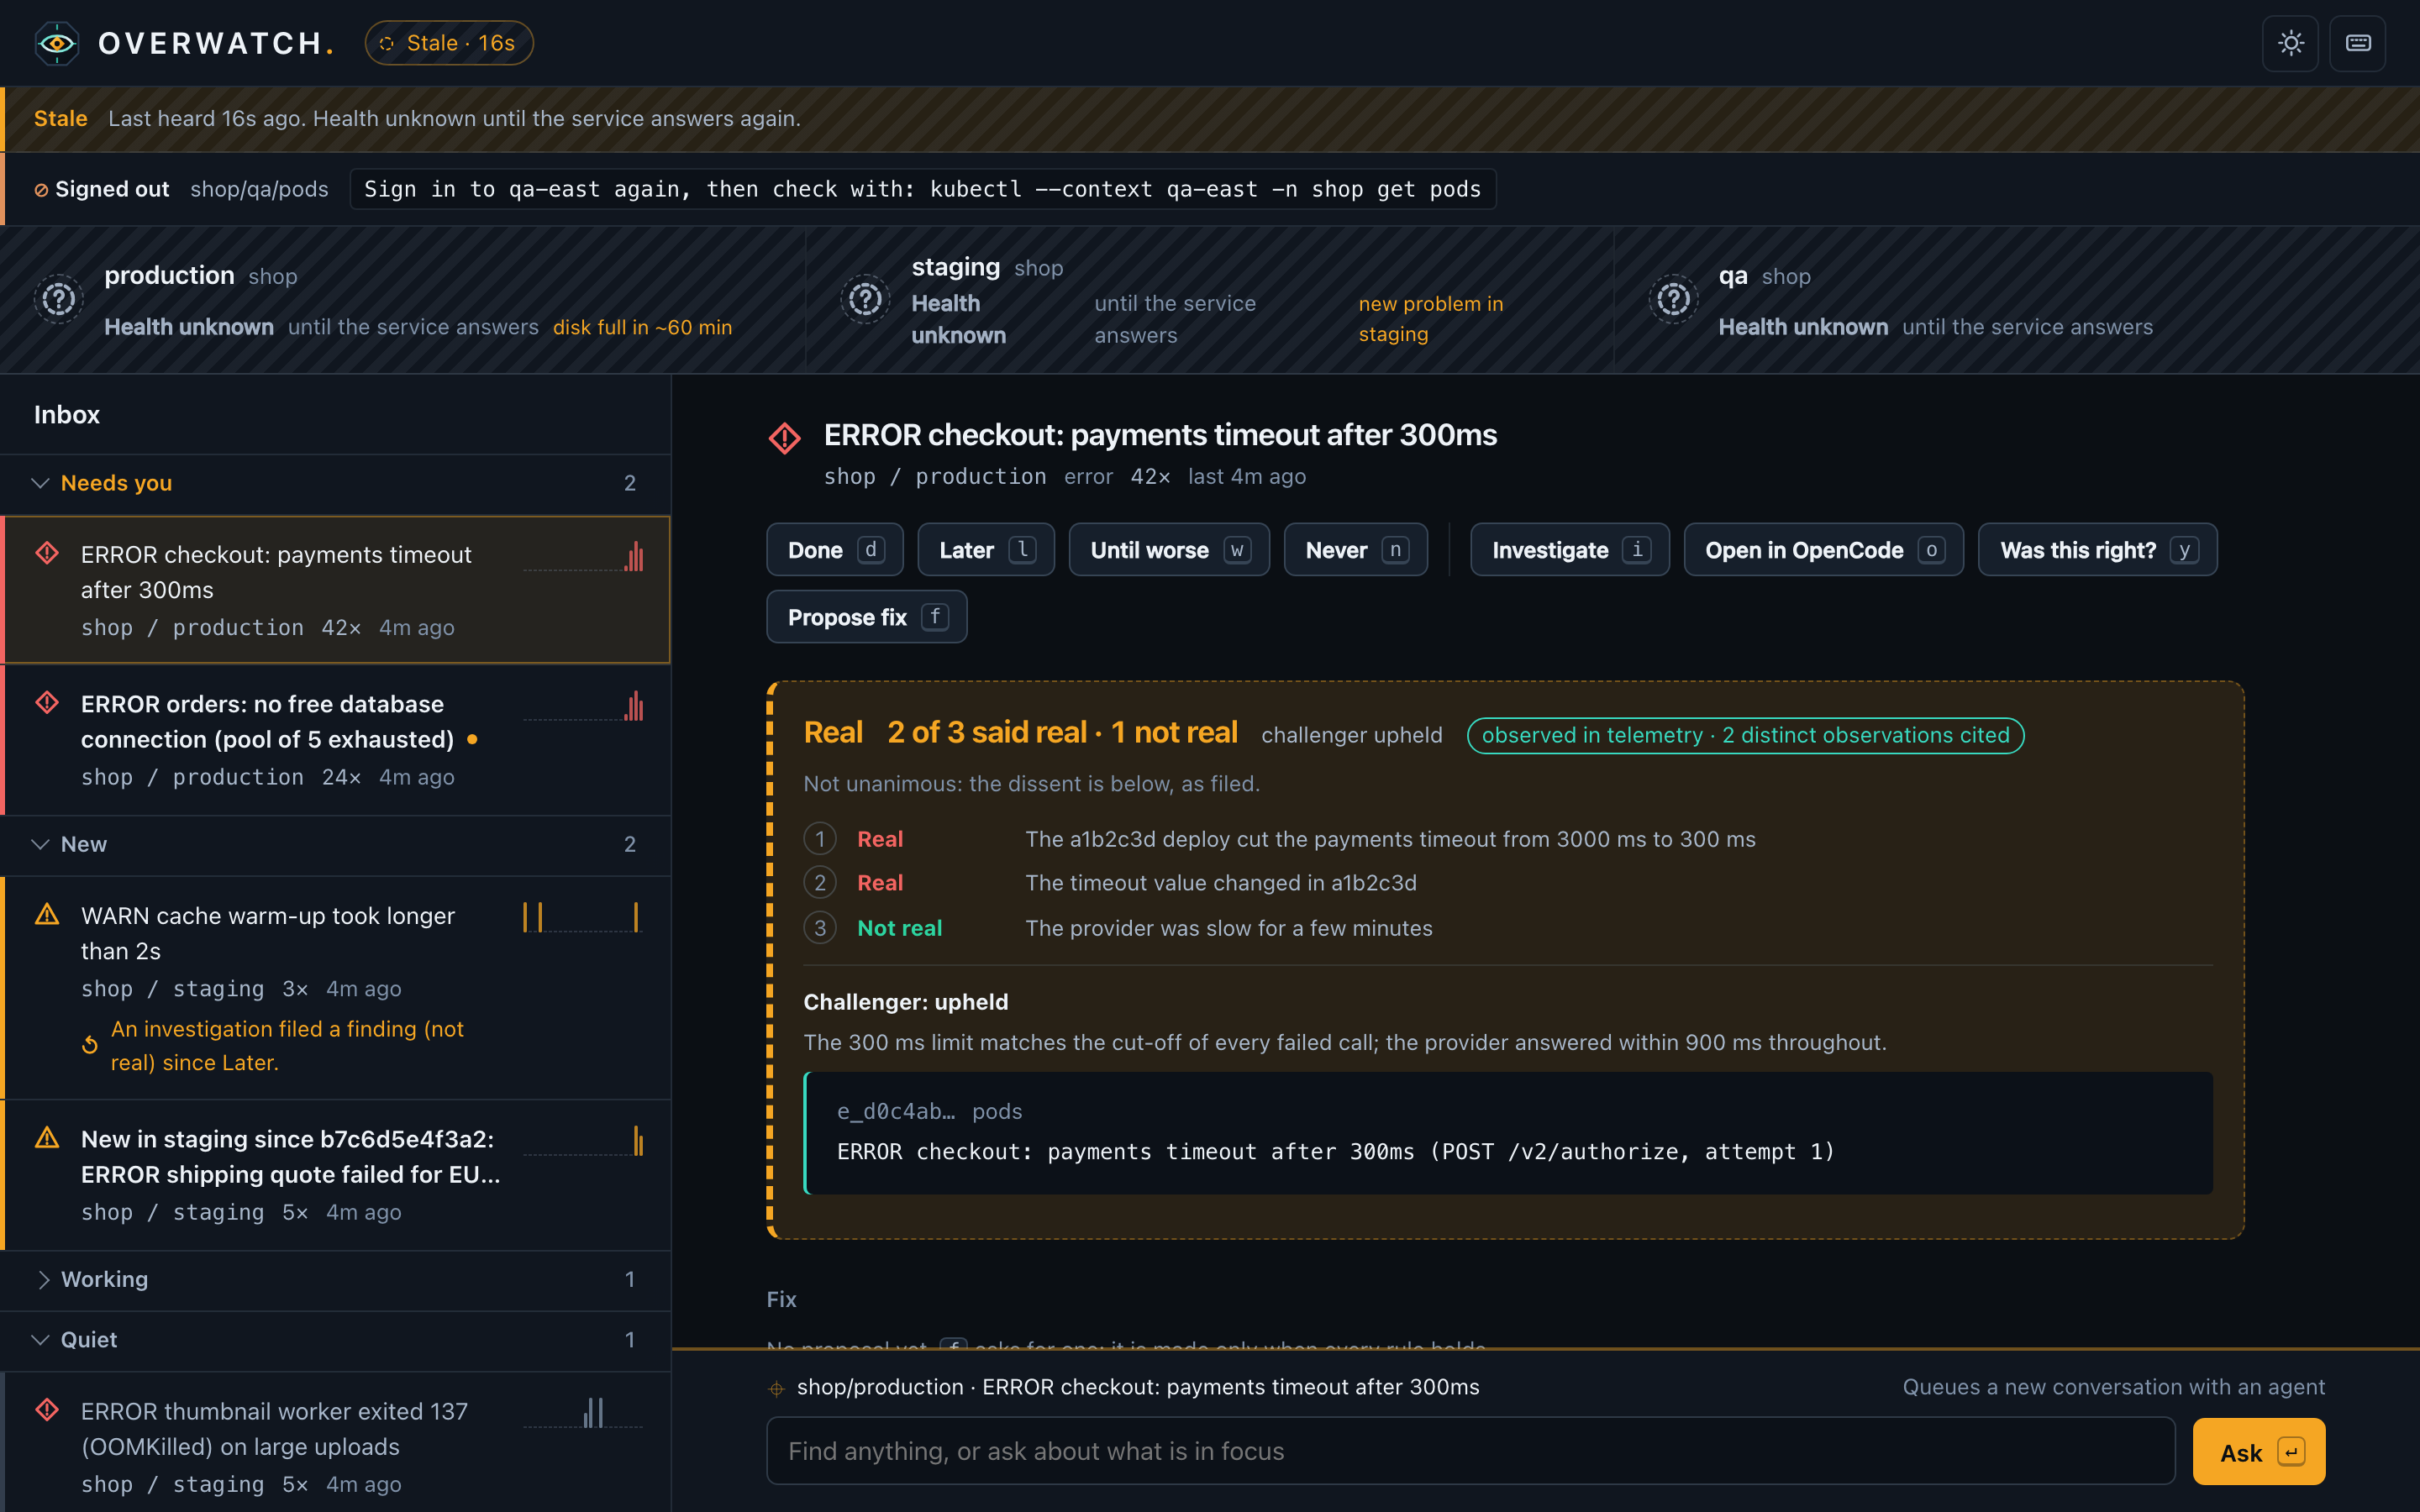 OVERWATCH.
Stale · 16s
Stale Last heard 16s ago. Health unknown until the service answers again.
Signed out shop/qa/pods Sign in to qa-east again, then check with: kubectl --context qa-east -n shop get pods
production shop
Health unknown until the service answers disk full in ~60 min
staging shop
Health unknown
until the service answers
new problem in staging
qa shop
Health unknown until the service answers
Inbox
Needs you 2
ERROR checkout: payments timeout
after 300ms
shop / production 42× 4m ago
ERROR orders: no free database
connection (pool of 5 exhausted)
shop / production 24× 4m ago
New 2
WARN cache warm-up took longer
than 2s
shop / staging 3× 4m ago
An investigation filed a finding (not
real) since Later.
New in staging since b7c6d5e4f3a2:
ERROR shipping quote failed for EU...
shop / staging 5× 4m ago
Working 1
Quiet 1
ERROR thumbnail worker exited 137
(OOMKilled) on large uploads
shop / staging 5× 4m ago
ERROR checkout: payments timeout after 300ms
shop / production error 42× last 4m ago
Done d Later l Until worse w Never n Investigate i Open in OpenCode o Was this right? y
Propose fix f
Real 2 of 3 said real · 1 not real challenger upheld observed in telemetry · 2 distinct observations cited
Not unanimous: the dissent is below, as filed.
1 Real The a1b2c3d deploy cut the payments timeout from 3000 ms to 300 ms
2 Real The timeout value changed in a1b2c3d
3 Not real The provider was slow for a few minutes
Challenger: upheld
The 300 ms limit matches the cut-off of every failed call; the provider answered within 900 ms throughout.
e_d0c4ab… pods
ERROR checkout: payments timeout after 300ms (POST /v2/authorize, attempt 1)
Fix
No proposal yet. f asks for one; it is made only when every rule holds.
shop/production · ERROR checkout: payments timeout after 300ms Queues a new conversation with an agent
Find anything, or ask about what is in focus
Ask ↵